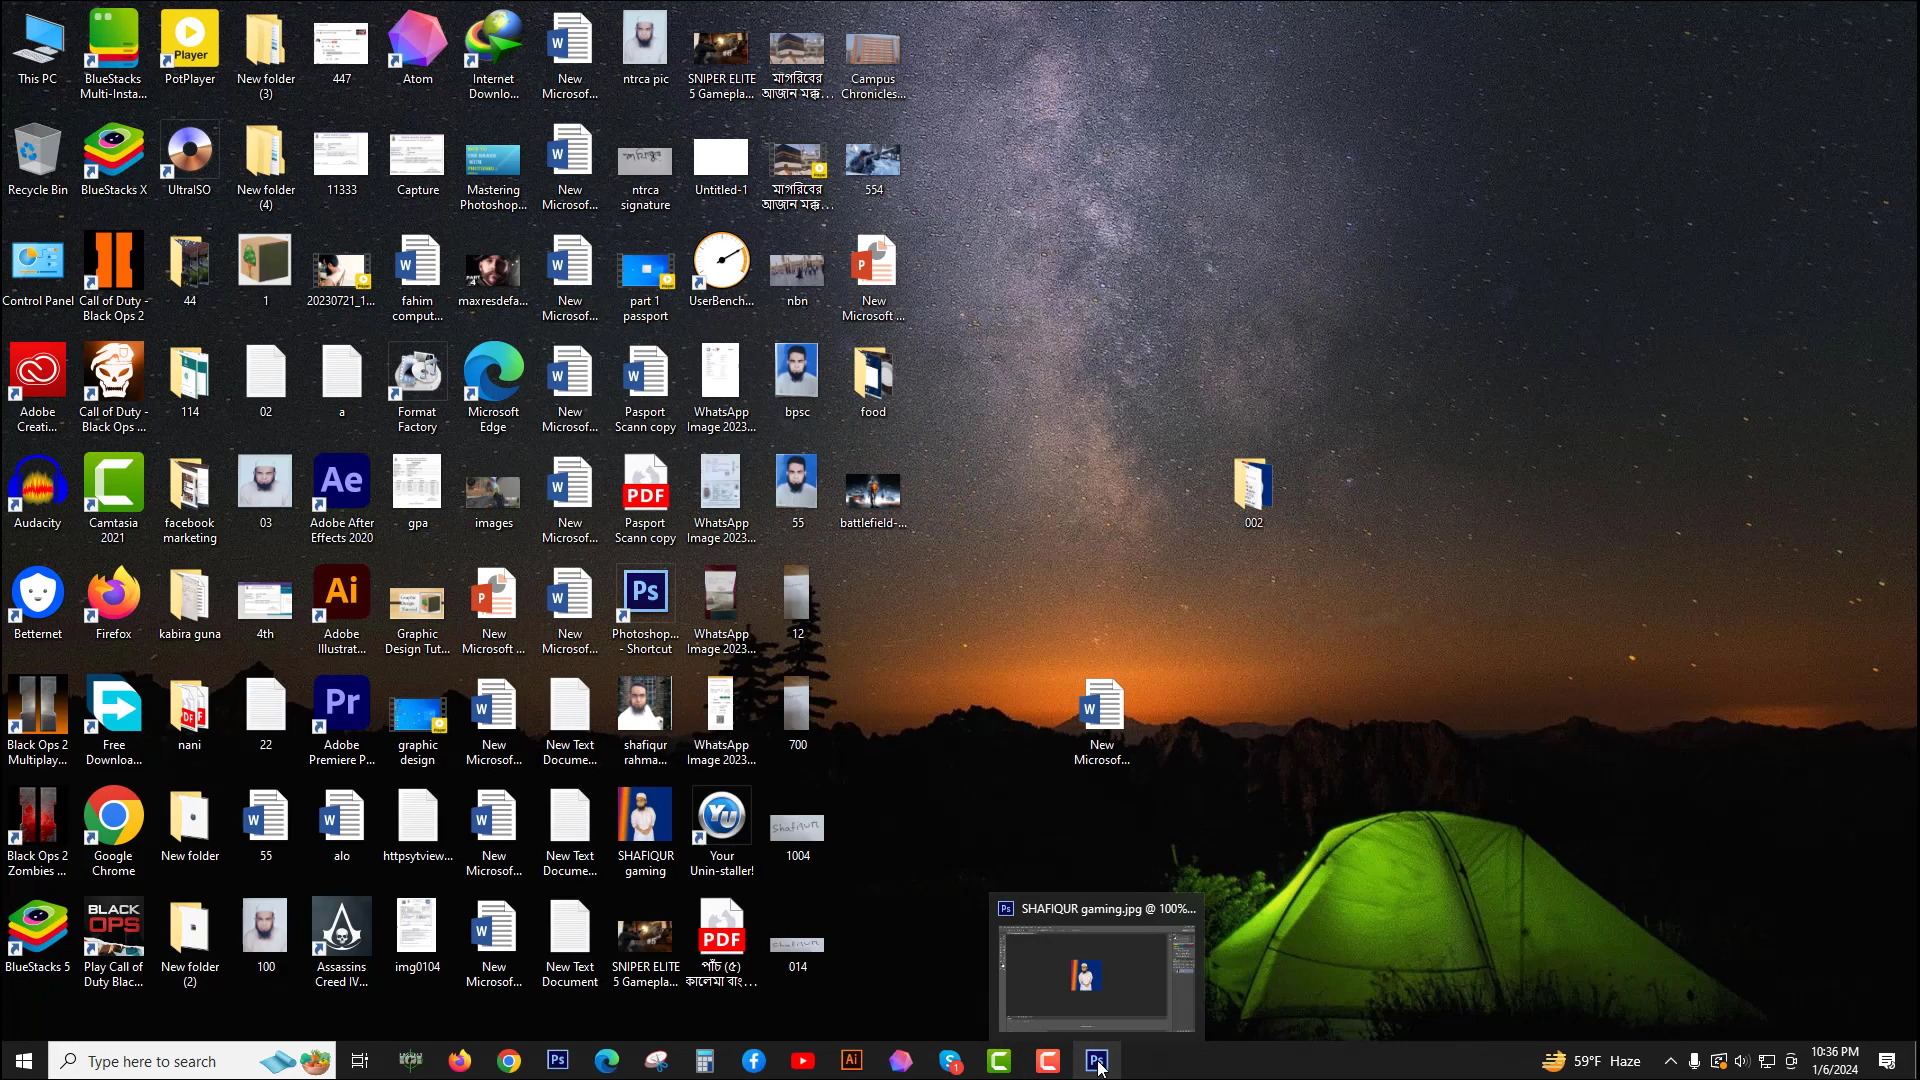 This PC
BlueStacks
Multi-Insta...
PotPlayer
New folder
(3)
447
Atom
Internet
Downlo...
New
Microsof...
ntrca pic
SNIPER ELITE
5 Gamepla...
মাগরিবের
আজান মক্ক...
Campus
Chronicles...
Recycle Bin
BlueStacks X
UltraISO
New folder
(4)
11333
Capture
Mastering
Photoshop...
New
Microsof...
ntrca
signature
Untitled-1
মাগরিবের
আজান মক্ক...
554
Control Panel
Call of Duty -
Black Ops 2
44
1
20230721_1...
fahim
comput...
maxresdefa...
New
Microsof...
part 1
passport
UserBench...
nbn
New
Microsoft ...
Adobe
Creati...
Call of Duty -
Black Ops ...
114
02
a
Format
Factory
Microsoft
Edge
New
Microsof...
Pasport
Scann copy
WhatsApp
Image 2023...
bpsc
food
Audacity
Camtasia
2021
facebook
marketing
03
Adobe After
Effects 2020
gpa
images
New
Microsof...
Pasport
Scann copy
WhatsApp
Image 2023...
55
battlefield-...
002
Betternet
Firefox
kabira guna
4th
Adobe
Illustrat...
Graphic
Design Tut...
New
Microsoft ...
New
Microsof...
Photoshop...
- Shortcut
WhatsApp
Image 2023...
12
Black Ops 2
Multiplay...
Free
Downloa...
nani
22
Adobe
Premiere P...
graphic
design
New
Microsof...
New Text
Docume...
shafiqur
rahma...
WhatsApp
Image 2023...
700
New
Microsof...
Black Ops 2
Zombies ...
Google
Chrome
New folder
55
alo
httpsytview...
New
Microsof...
New Text
Docume...
SHAFIQUR
gaming
Your
Unin-staller!
1004
BlueStacks 5
Play Call of
Duty Blac...
New folder
(2)
100
Assassins
Creed IV...
img0104
New
Microsof...
New Text
Document
SNIPER ELITE
5 Gamepla...
পাঁচ (৫)
কালেমা বাং...
014
SHAFIQUR gaming.jpg @ 100%...
Type here to search
59°F Haze
10:36 PM
1/6/2024